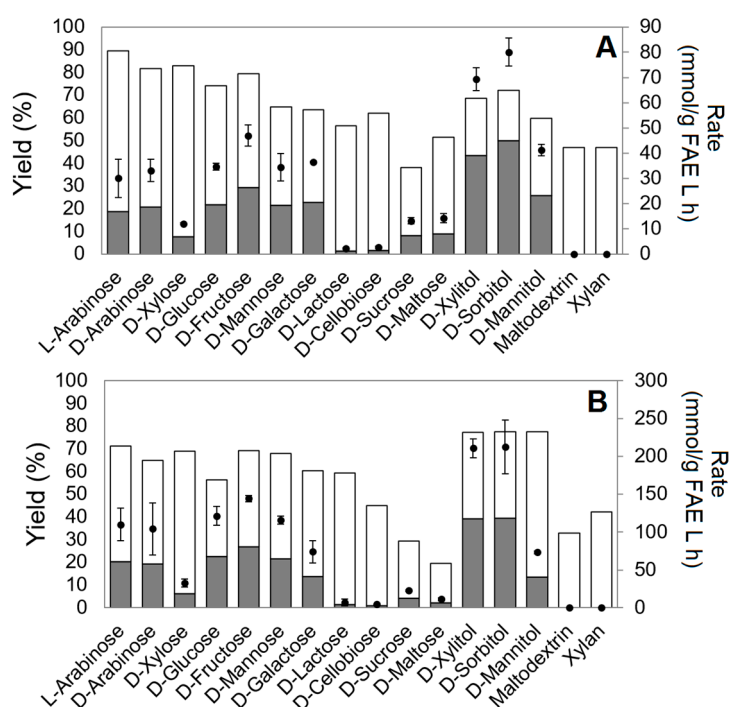 A
Yield (%)
100
90
80
70
60
50
40
30
20
10
0
90
80
70
60
50
40
30
20
10
0
Rate
(mmol/g FAE L h)
L-Arabinose
D-Arabinose
D-Xylose
D-Glucose
D-Fructose
D-Mannose
D-Galactose
D-Lactose
D-Cellobiose
D-Sucrose
D-Maltose
D-Xylitol
D-Sorbitol
D-Mannitol
Maltodextrin
Xylan
B
Yield (%)
100
90
80
70
60
50
40
30
20
10
0
300
250
200
150
100
50
0
Rate
(mmol/g FAE L h)
L-Arabinose
D-Arabinose
D-Xylose
D-Glucose
D-Fructose
D-Mannose
D-Galactose
D-Lactose
D-Cellobiose
D-Sucrose
D-Maltose
D-Xylitol
D-Sorbitol
D-Mannitol
Maltodextrin
Xylan